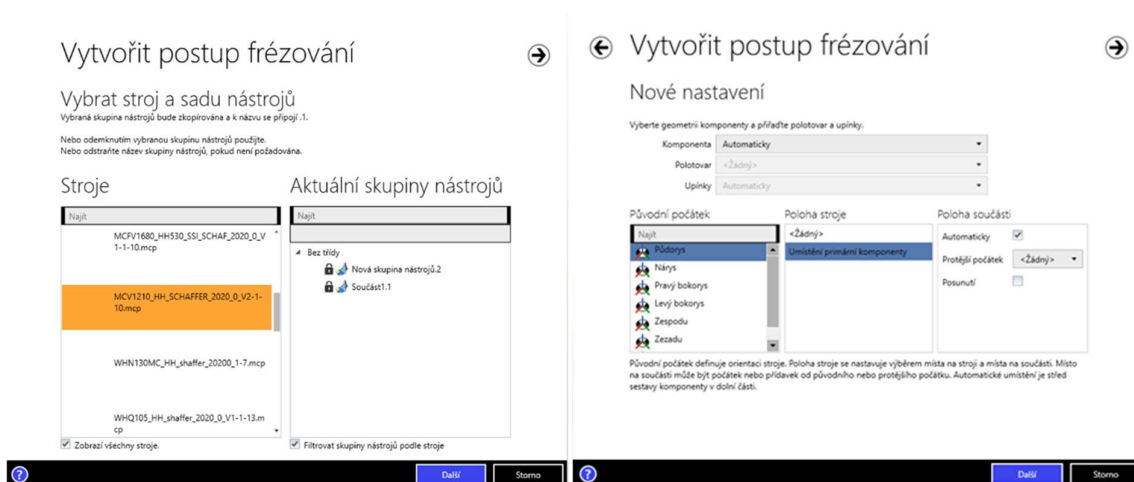 Vytvořit postup frézování
Vybrat stroj a sadu nástrojů
Vybraná skupina nástrojů bude zkopírována a k názvu se připojí .1.
Nebo odemknutím vybranou skupinu nástrojů použijte.
Nebo odstraňte název skupiny nástrojů, pokud není požadována.
Stroje
Najít
MCFV1680_HH530_SSI_SCHAF_2020_0_V
1-1-10.mcp
MCV1210_HH_SCHAFFER_2020_0_V2-1-
10.mcp
WHN130MC_HH_shaffer_20200_1-7.mcp
WHQ105_HH_shaffer_2020_0_V1-1-13.m
cp
Zobrazí všechny stroje.
Aktuální skupiny nástrojů
Najít
Bez třídy
Nová skupina nástrojů.2
Součást1.1
Filtrovat skupiny nástrojů podle stroje
?
Další
Storno
Vytvořit postup frézování
Nové nastavení
Vyberte geometrii komponenty a přiřaďte polotovar a upínky.
Komponenta Automaticky
Polotovar <Žádný>
Upínky Automaticky
Původní počátek
Najít
Půdorys
Nárys
Pravý bokorys
Levý bokorys
Zespodu
Zezadu
Poloha stroje
<Žádný>
Umístění primární komponenty
Poloha součásti
Automaticky
Protější počátek <Žádný>
Posunutí
Původní počátek definuje orientaci stroje. Poloha stroje se nastavuje výběrem místa na stroji a místa na součásti. Místo
na součásti může být počátek nebo přídavek od původního nebo protějšího počátku. Automatické umístění je střed
sestavy komponenty v dolní části.
?
Další
Storno